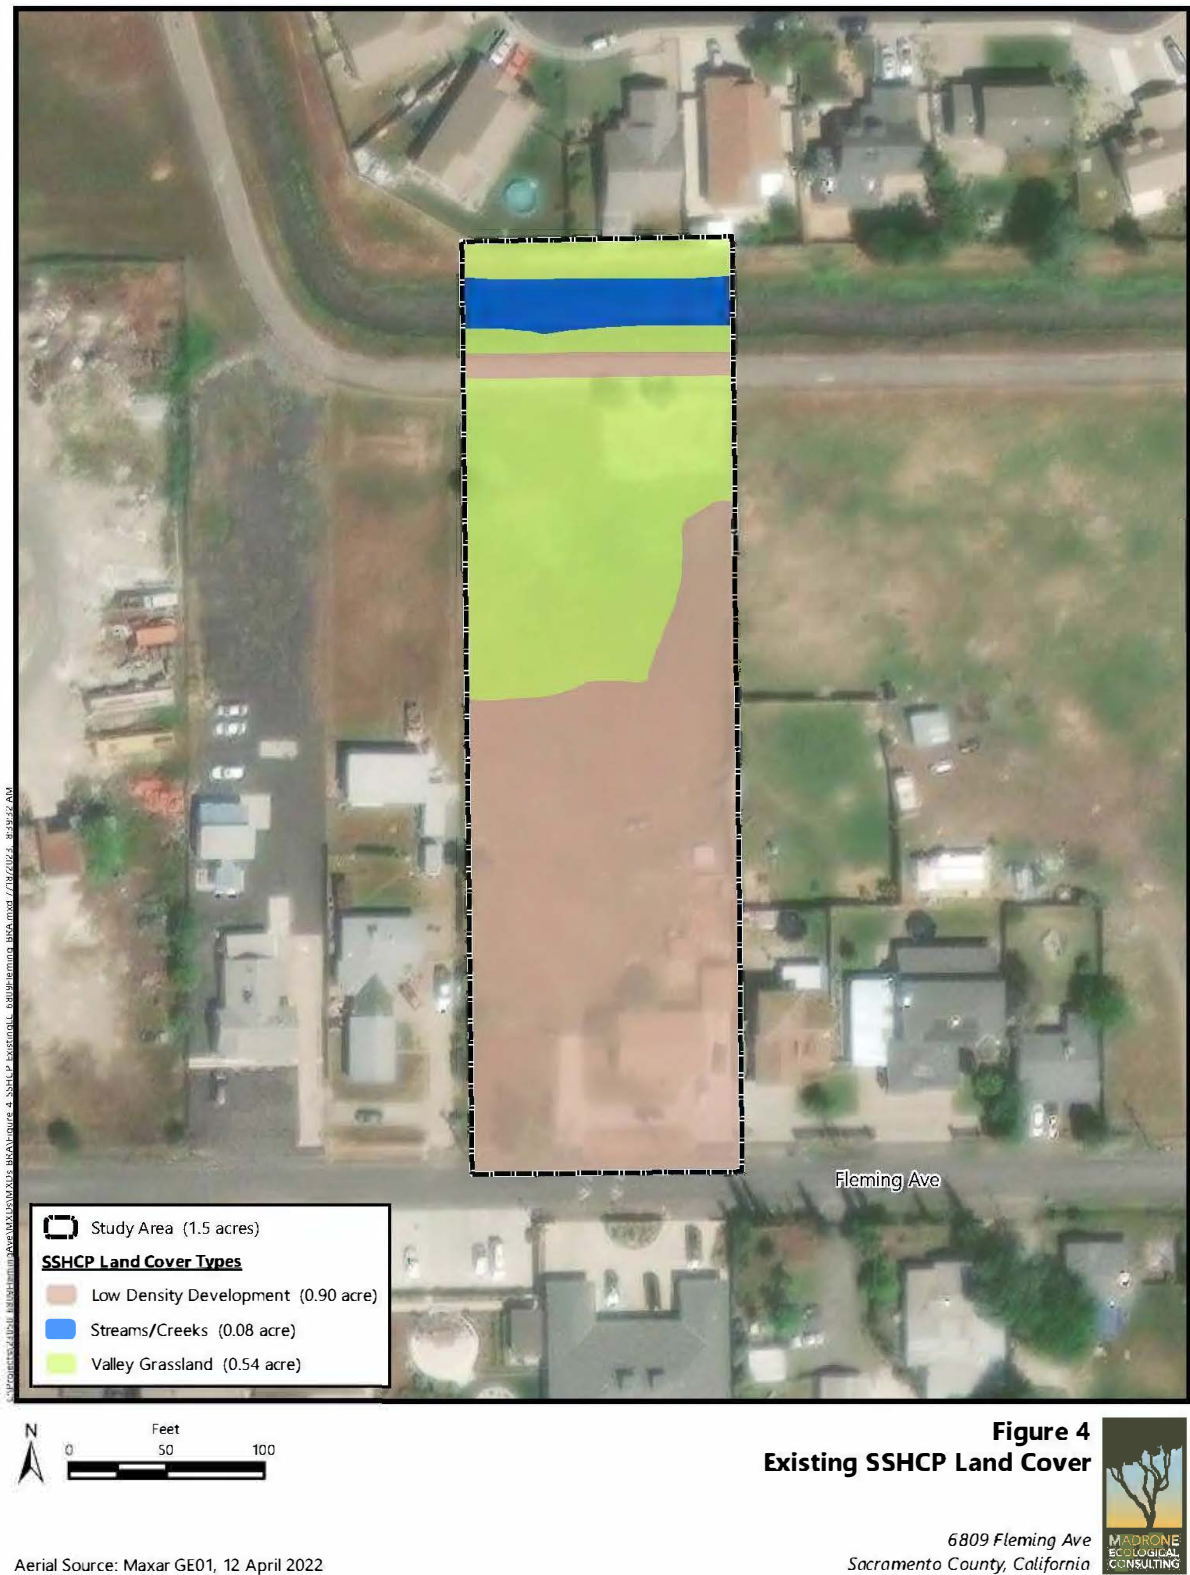 Fleming Ave
Study Area (1.5 acres)
SSHCP Land Cover Types
Low Density Development (0.90 acre)
Streams/Creeks (0.08 acre)
Valley Grassland (0.54 acre)
N
Feet
0 50 100
Figure 4
Existing SSHCP Land Cover
6809 Fleming Ave
Sacramento County, California
MADRONE
ECOLOGICAL
CONSULTING
Aerial Source: Maxar GE01, 12 April 2022